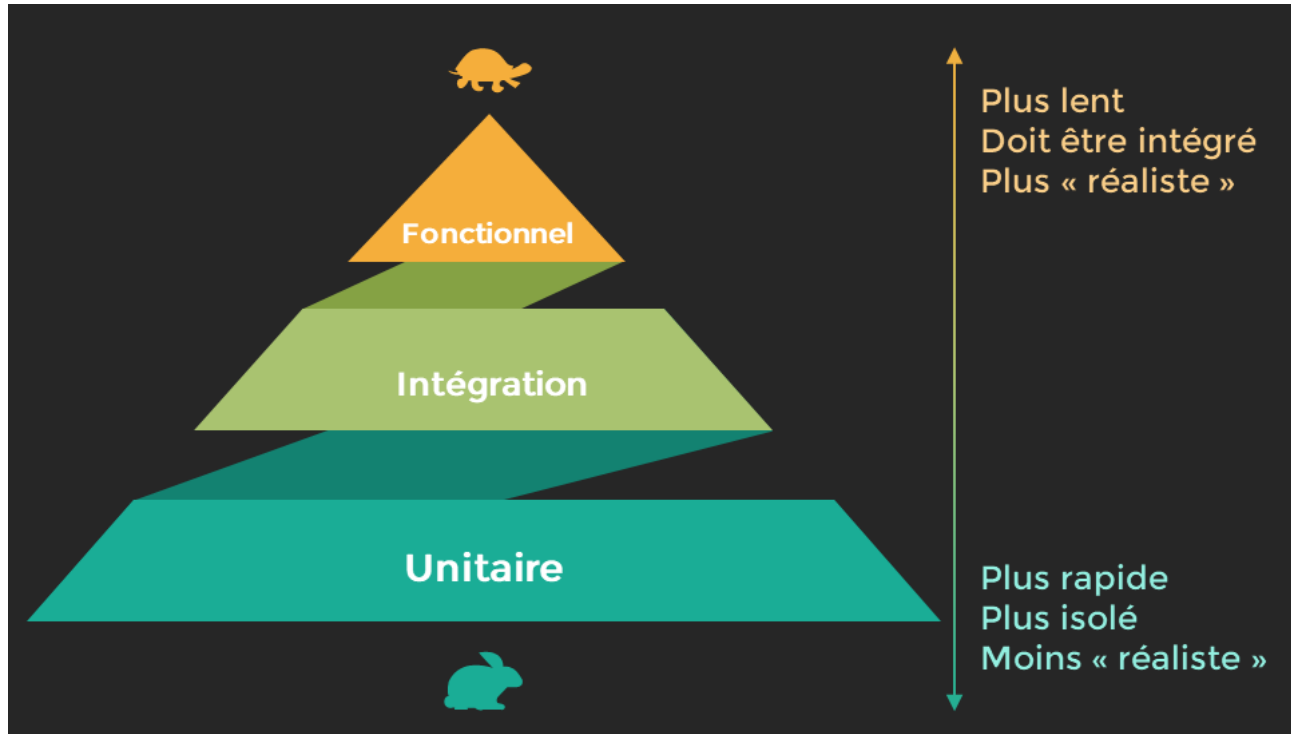 Plus lent
Doit être intégré
Plus « réaliste »
Fonctionnel
Intégration
Unitaire
Plus rapide
Plus isolé
Moins « réaliste »